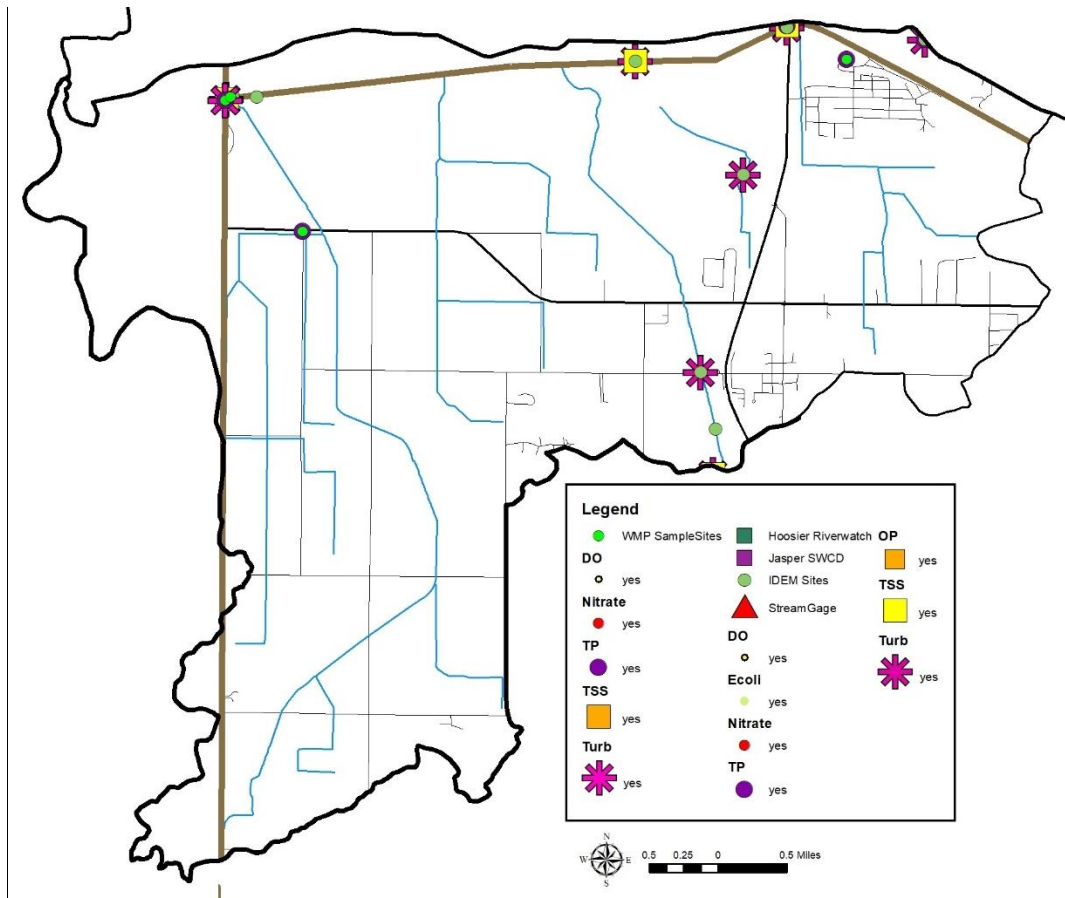 Legend
WMP SampleSites
DO
yes
Nitrate
yes
TP
yes
TSS
yes
Turb
yes
Hoosier Riverwatch
Jasper SWCD
IDEM Sites
StreamGage
DO
yes
Ecoli
yes
Nitrate
yes
TP
yes
OP
yes
TSS
yes
Turb
yes
N
W E
S
0.5 0.25 0 0.5 Miles